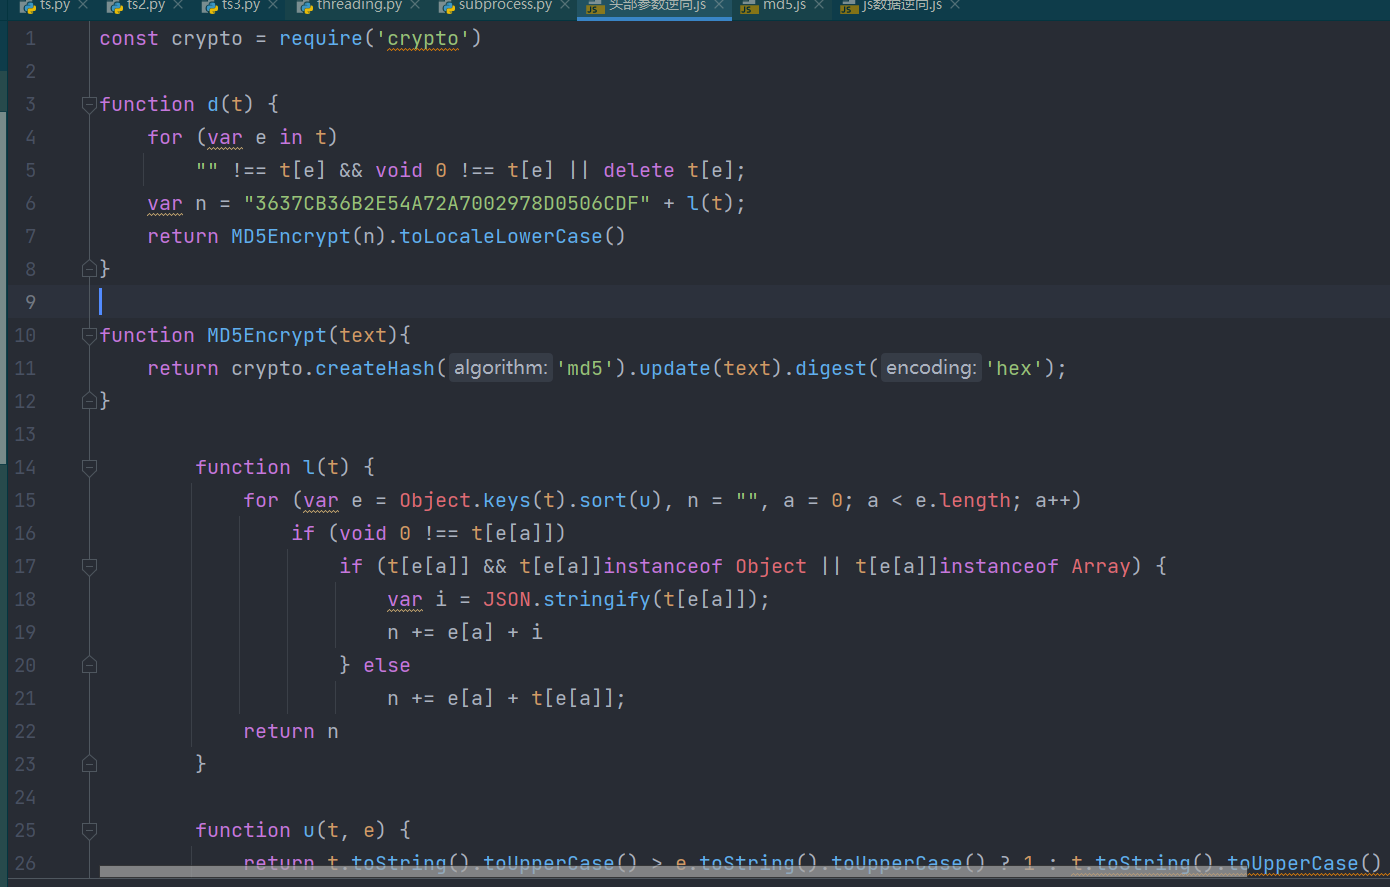 ts.py ts2.py ts3.py threading.py subprocess.py 头部参数逆向.js md5.js js数据逆向.js
1 const crypto = require('crypto')
2
3 function d(t) {
4 for (var e in t)
5 "" !== t[e] && void 0 !== t[e] || delete t[e];
6 var n = "3637CB36B2E54A72A7002978D0506CDF" + l(t);
7 return MD5Encrypt(n).toLocaleLowerCase()
8 }
9
10 function MD5Encrypt(text){
11 return crypto.createHash( algorithm: 'md5').update(text).digest( encoding: 'hex');
12 }
13
14 function l(t) {
15 for (var e = Object.keys(t).sort(u), n = "", a = 0; a < e.length; a++)
16 if (void 0 !== t[e[a]])
17 if (t[e[a]] && t[e[a]]instanceof Object || t[e[a]]instanceof Array) {
18 var i = JSON.stringify(t[e[a]]);
19 n += e[a] + i
20 } else
21 n += e[a] + t[e[a]];
22 return n
23 }
24
25 function u(t, e) {
26 return t.toString().toUpperCase() > e.toString().toUpperCase() ? 1 : t.toString().toUpperCase()